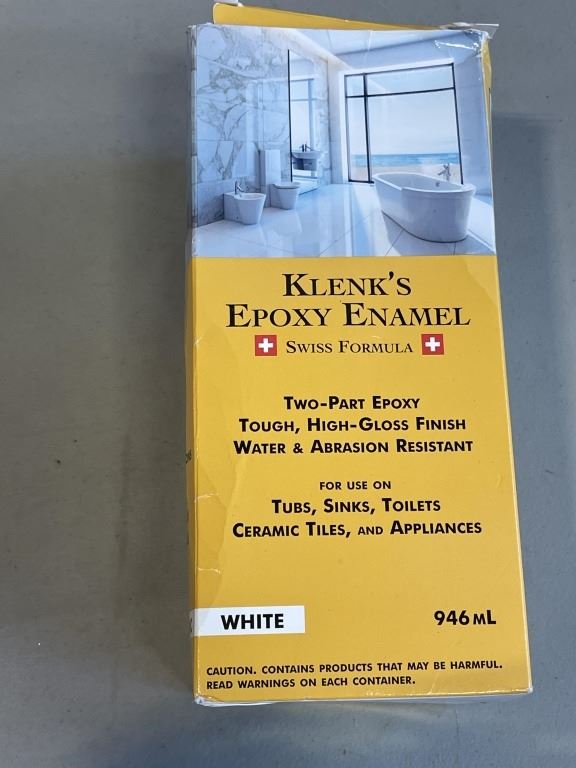 KLENK'S
EPOXY ENAMEL
SWISS FORMULA
TWO-PART EPOXY
TOUGH, HIGH-GLOSS FINISH
WATER & ABRASION RESISTANT
FOR USE ON
TUBS, SINKS, TOILETS
CERAMIC TILES, AND APPLIANCES
WHITE
946 ML
CAUTION. CONTAINS PRODUCTS THAT MAY BE HARMFUL.
READ WARNINGS ON EACH CONTAINER.